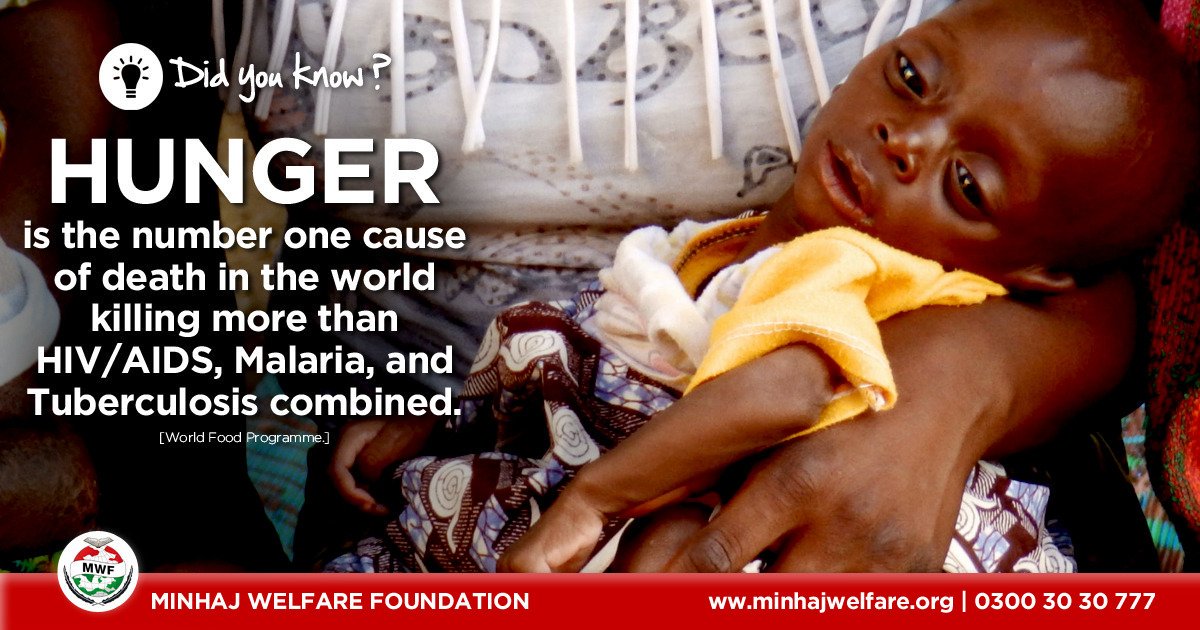 Did you know?
HUNGER
is the number one cause
of death in the world
killing more than
HIV/AIDS, Malaria, and
Tuberculosis combined.
[World Food Programme.]
MWF
MINHAJ WELFARE FOUNDATION
ww.minhajwelfare.org | 0300 30 30 777